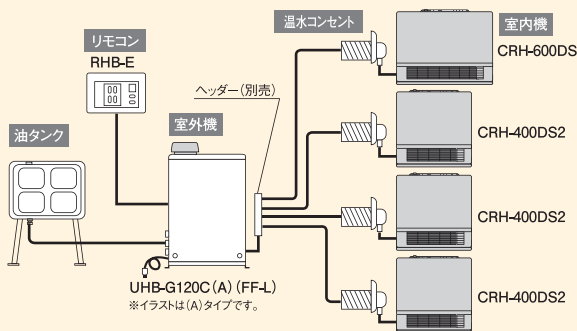 温水コンセント
室内機
リモコン
RHB-E
CRH-600DS
ヘッダー(別売)
室外機
油タンク
CRH-400DS2
CRH-400DS2
UHB-G120C(A)(FF-L)
※イラストは(A)タイプです。
CRH-400DS2